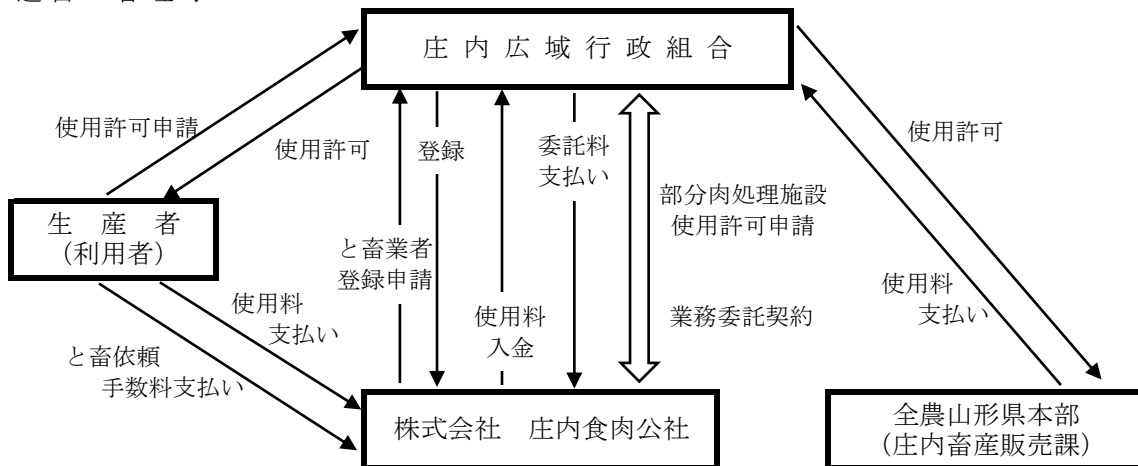 庄内広域行政組合
使用許可申請
使用許可
登録
委託料
支払い
使用許可
部分肉処理施設
使用許可申請
生産者
(利用者)
と畜業者
登録申請
使用料
支払い
使用料
入金
業務委託契約
使用料
支払い
と畜依頼
手数料支払い
株式会社 庄内食肉公社
全農山形県本部
(庄内畜産販売課)